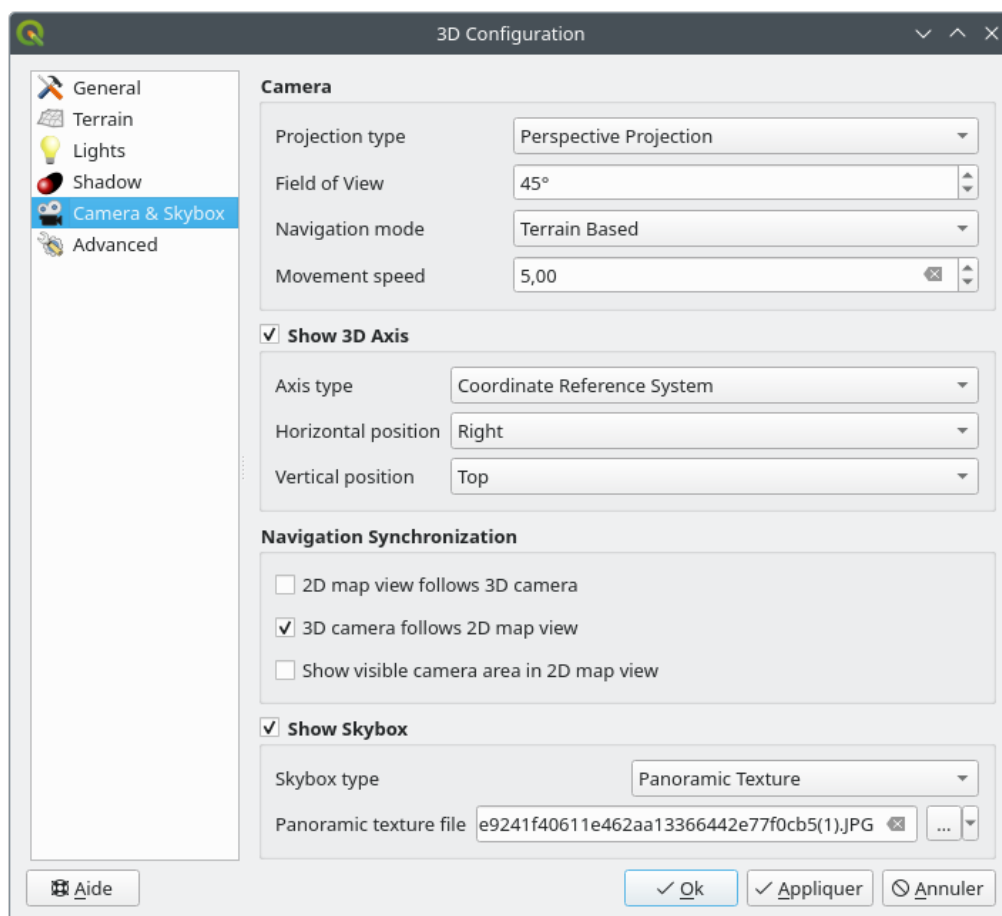 3D Configuration
General
Terrain
Lights
Shadow
Camera & Skybox
Advanced
Camera
Projection type Perspective Projection
Field of View 45°
Navigation mode Terrain Based
Movement speed 5,00
Show 3D Axis
Axis type Coordinate Reference System
Horizontal position Right
Vertical position Top
Navigation Synchronization
2D map view follows 3D camera
3D camera follows 2D map view
Show visible camera area in 2D map view
Show Skybox
Skybox type Panoramic Texture
Panoramic texture file e9241f40611e462aa13366442e77f0cb5(1).JPG ...
Aide Ok Appliquer Annuler